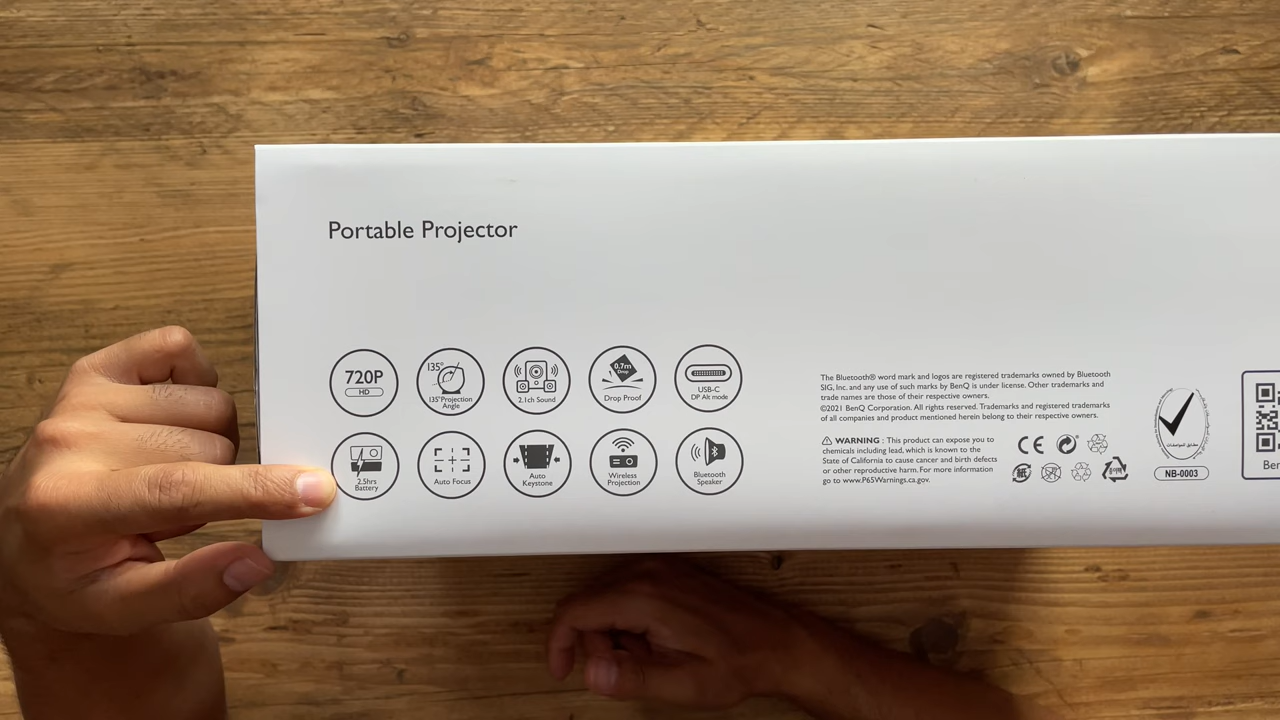 Portable Projector
720P
HD
135°
135° Projection
Angle
2.1ch Sound
0.7m
Drop
Drop Proof
USB-C
DP Alt mode
2.5hrs
Battery
Auto Focus
Auto
Keystone
Wireless
Projection
Bluetooth
Speaker
The Bluetooth® word mark and logos are registered trademarks owned by Bluetooth
SIG, Inc. and any use of such marks by BenQ is under license. Other trademarks and
trade names are those of their respective owners.
©2021 BenQ Corporation. All rights reserved. Trademarks and registered trademarks
of all companies and product mentioned herein belong to their respective owners.
WARNING : This product can expose you to
chemicals including lead, which is known to the
State of California to cause cancer and birth defects
or other reproductive harm. For more information
go to www.P65Warnings.ca.gov.
CE
NB-0003
Ben